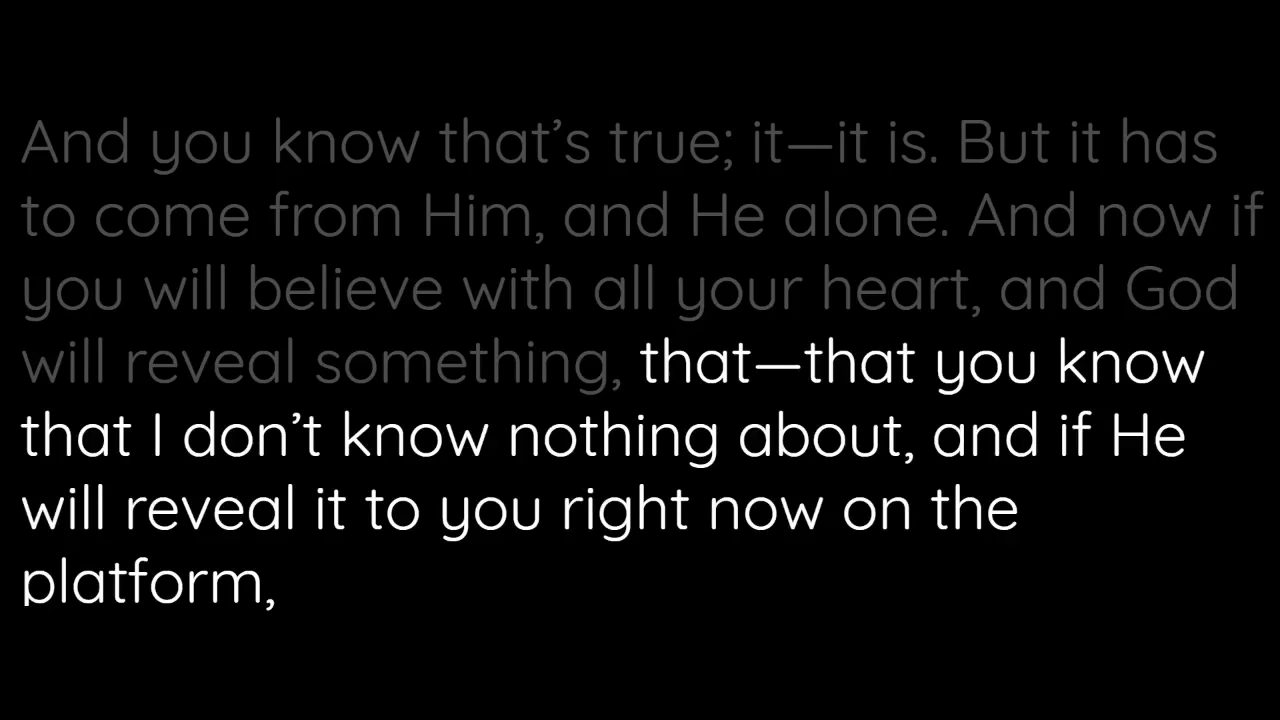 And you know that’s true; it—it is. But it has
to come from Him, and He alone. And now if
you will believe with all your heart, and God
will reveal something, that—that you know
that I don’t know nothing about, and if He
will reveal it to you right now on the
platform,